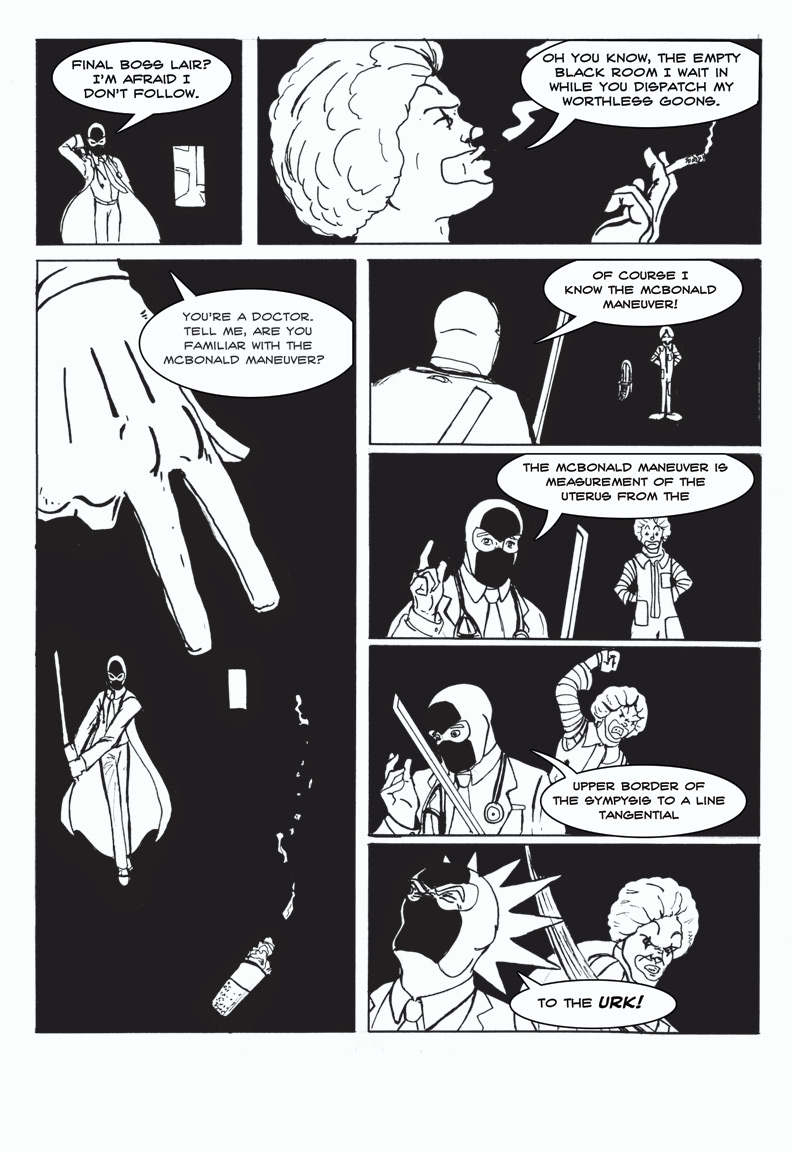 FINAL BOSS LAIR?
I'M AFRAID I
DON'T FOLLOW.
OH YOU KNOW, THE EMPTY
BLACK ROOM I WAIT IN
WHILE YOU DISPATCH MY
WORTHLESS GOONS.
YOU'RE A DOCTOR.
TELL ME, ARE YOU
FAMILIAR WITH THE
MCBONALD MANEUVER?
OF COURSE I
KNOW THE MCBONALD
MANEUVER!
THE MCBONALD MANEUVER IS
MEASUREMENT OF THE
UTERUS FROM THE
UPPER BORDER OF
THE SYMPYSIS TO A LINE
TANGENTIAL
TO THE URK!